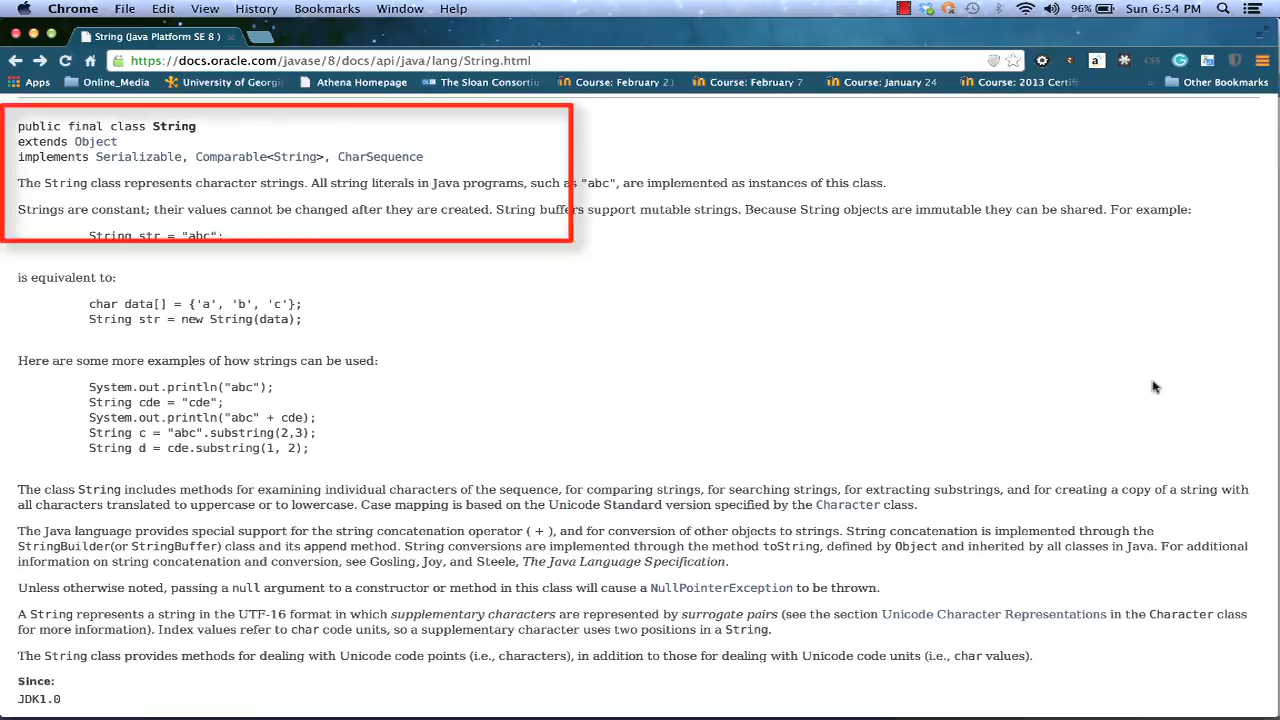 Chrome File Edit View History Bookmarks Window Help 96% Sun 6:54 PM
String (Java Platform SE 8 )
https://docs.oracle.com/javase/8/docs/api/java/lang/String.html
Apps Online_Media University of Georgi Athena Homepage The Sloan Consortiu Course: February 23 Course: February 7 Course: January 24 Course: 2013 Certifi » Other Bookmarks
public final class String
extends Object
implements Serializable, Comparable<String>, CharSequence
The String class represents character strings. All string literals in Java programs, such as "abc", are implemented as instances of this class.
Strings are constant; their values cannot be changed after they are created. String buffers support mutable strings. Because String objects are immutable they can be shared. For example:
String str = "abc";
is equivalent to:
char data[] = {'a', 'b', 'c'};
String str = new String(data);
Here are some more examples of how strings can be used:
System.out.println("abc");
String cde = "cde";
System.out.println("abc" + cde);
String c = "abc".substring(2,3);
String d = cde.substring(1, 2);
The class String includes methods for examining individual characters of the sequence, for comparing strings, for searching strings, for extracting substrings, and for creating a copy of a string with
all characters translated to uppercase or to lowercase. Case mapping is based on the Unicode Standard version specified by the Character class.
The Java language provides special support for the string concatenation operator ( + ), and for conversion of other objects to strings. String concatenation is implemented through the
StringBuilder(or StringBuffer) class and its append method. String conversions are implemented through the method toString, defined by Object and inherited by all classes in Java. For additional
information on string concatenation and conversion, see Gosling, Joy, and Steele, The Java Language Specification.
Unless otherwise noted, passing a null argument to a constructor or method in this class will cause a NullPointerException to be thrown.
A String represents a string in the UTF-16 format in which supplementary characters are represented by surrogate pairs (see the section Unicode Character Representations in the Character class
for more information). Index values refer to char code units, so a supplementary character uses two positions in a String.
The String class provides methods for dealing with Unicode code points (i.e., characters), in addition to those for dealing with Unicode code units (i.e., char values).
Since:
JDK1.0